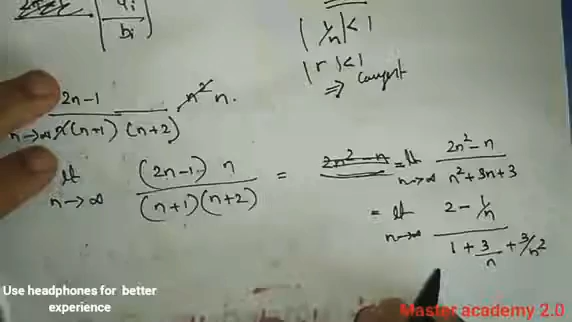 |ai/bi|
|1/n| < 1
|r| < 1
⇒ Convgnt
2n-1 / n(n+1)(n+2) n² n.
n→∞
lt n→∞ (2n-1) n / (n+1)(n+2) = 2n² - n = lt n→∞ 2n² - n / n² + 3n + 3
= lt n→∞ 2 - 1/n / 1 + 3/n + 3/n²
Use headphones for better
experience
Master academy 2.0